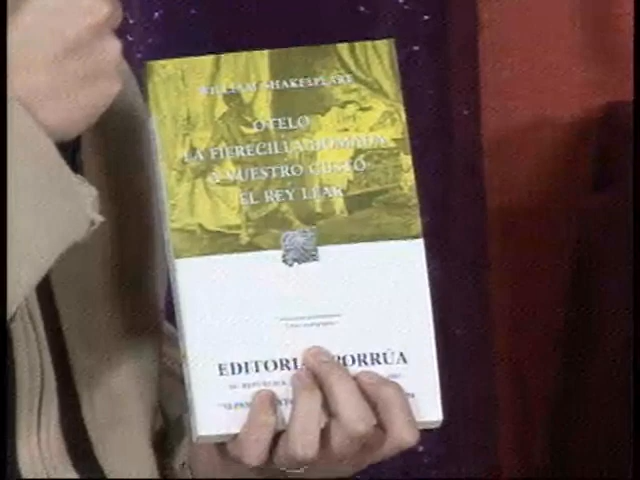 WILLIAM SHAKESPEARE
OTELO
LA FIERECILLA DOMADA
A VUESTRO GUSTO
EL REY LEAR
EDITORIAL PORRÚA